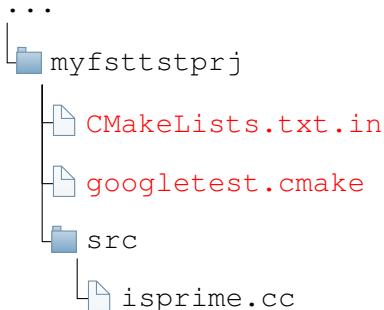 ...
myfsttstprj
CMakeLists.txt.in
googletest.cmake
src
isprime.cc